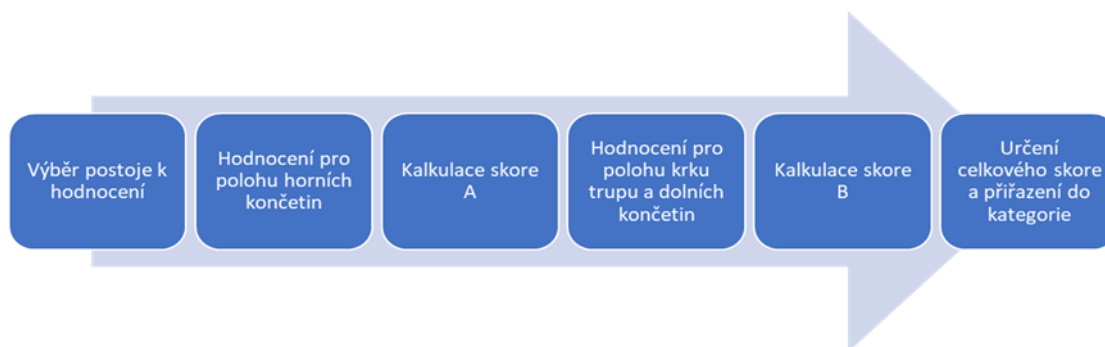 Výběr postoje k
hodnocení
Hodnocení pro
polohu horních
končetin
Kalkulace skore
A
Hodnocení pro
polohu krku
trupu a dolních
končetin
Kalkulace skore
B
Určení
celkového skore
a přiřazení do
kategorie